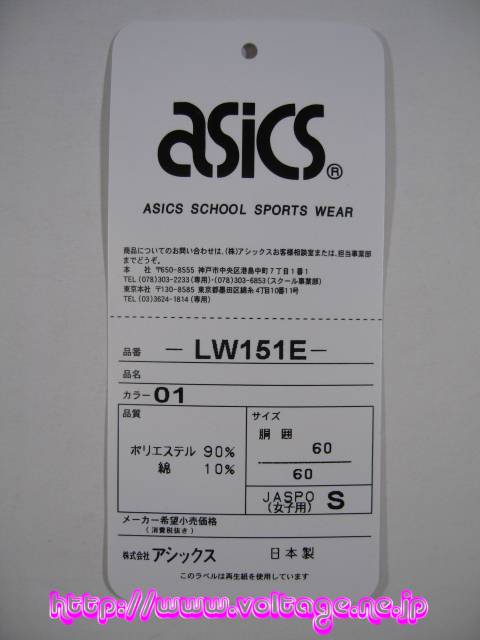 asics®
ASICS SCHOOL SPORTS WEAR
商品についてのお問い合わせは、(株)アシックスお客様相談室または、担当事業部
までどうぞ。
本　社　〒650-8555 神戸市中央区港島中町7丁目1番1
TEL (078)303-2233(専用)・(078)303-6853(スクール事業部)
東京本社　〒130-8585 東京都墨田区錦糸4丁目10番11号
TEL (03)3624-1814(専用)
品番　－LW151E－
品名
カラー 01
品質
ポリエステル 90%
綿　10%
サイズ
胴囲
60
60
JASPO
(女子用) S
メーカー希望小売価格
(消費税抜き)
株式会社 アシックス　日本製
このラベルは再生紙を使用しています
http://www.voltage.ne.jp